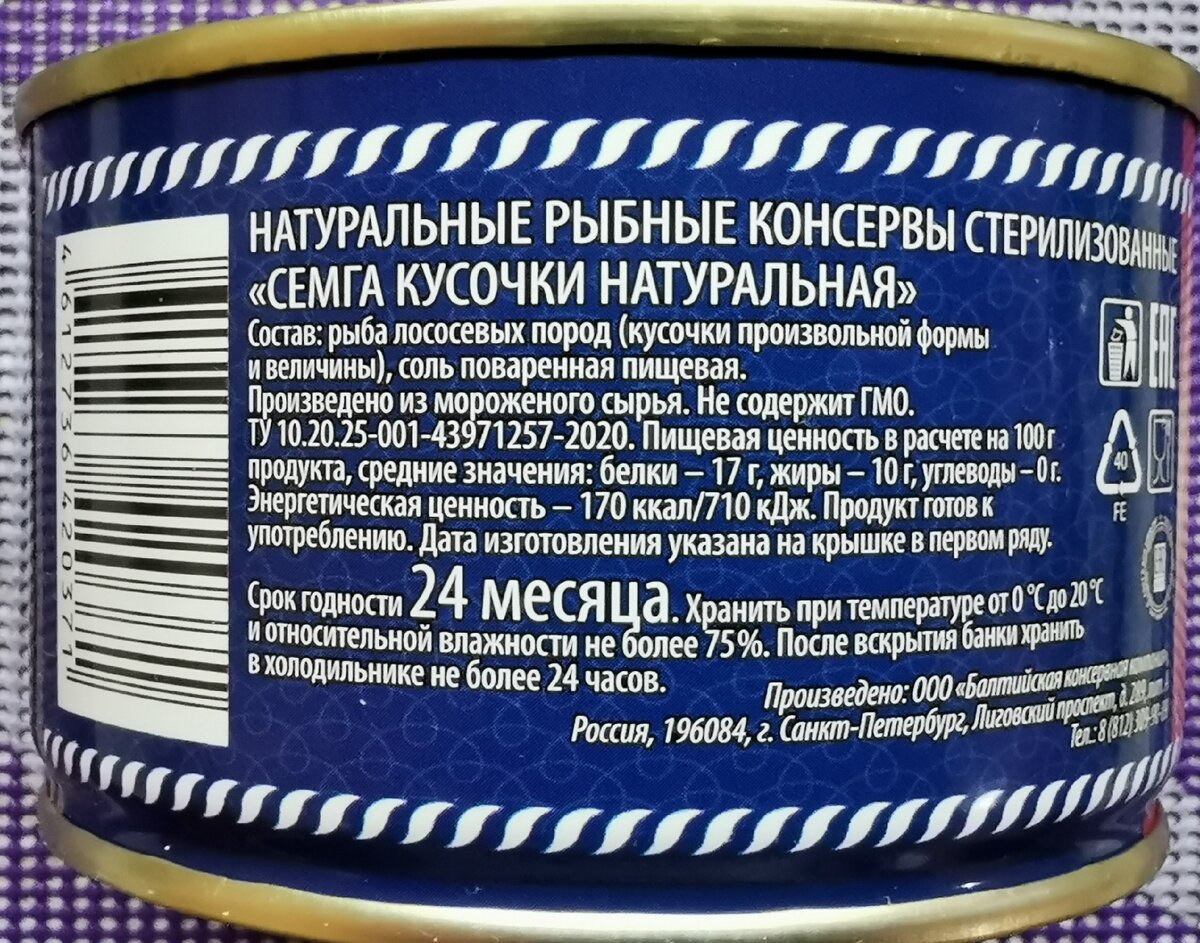 НАТУРАЛЬНЫЕ РЫБНЫЕ КОНСЕРВЫ СТЕРИЛИЗОВАННЫЕ
«СЕМГА КУСОЧКИ НАТУРАЛЬНАЯ»
Состав: рыба лососевых пород (кусочки произвольной формы
и величины), соль поваренная пищевая.
Произведено из мороженого сырья. Не содержит ГМО.
ТУ 10.20.25-001-43971257-2020. Пищевая ценность в расчете на 100 г
продукта, средние значения: белки – 17 г, жиры – 10 г, углеводы – 0 г.
Энергетическая ценность – 170 ккал/710 кДж. Продукт готов к
употреблению. Дата изготовления указана на крышке в первом ряду.
Срок годности 24 месяца. Хранить при температуре от 0 °С до 20 °С
и относительной влажности не более 75%. После вскрытия банки хранить
в холодильнике не более 24 часов.
Произведено: ООО «Балтийская консервная
Россия, 196084, г. Санкт-Петербург, Лиговский проспект, д.
Тел.: 8 (812)
4612736420371
EAC
40
FE